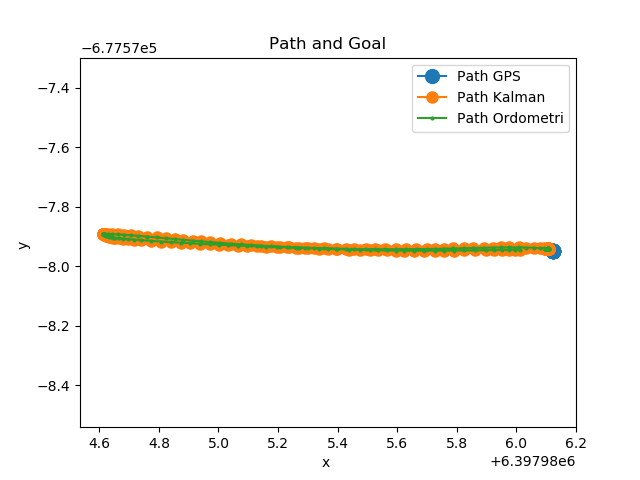 Path and Goal
−6.7757e5
Path GPS
Path Kalman
Path Ordometri
−7.4
−7.6
−7.8
−8.0
−8.2
−8.4
y
4.6 4.8 5.0 5.2 5.4 5.6 5.8 6.0 6.2
x
+6.39798e6